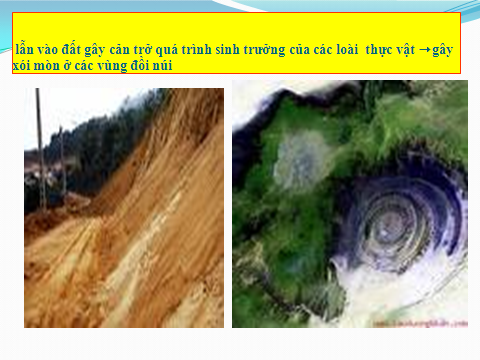 lẫn vào đất gây cản trở quá trình sinh trưởng của các loài thực vật →gây
xói mòn ở các vùng đồi núi